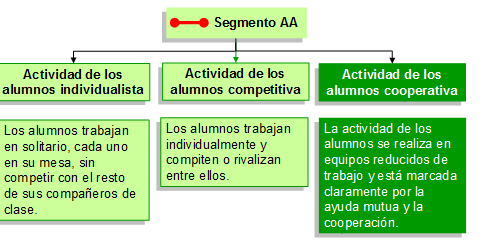 Segmento AA
Actividad de los
alumnos individualista
Actividad de los
alumnos competitiva
Actividad de los
alumnos cooperativa
Los alumnos trabajan
en solitario, cada uno
en su mesa, sin
competir con el resto
de sus compañeros de
clase.
Los alumnos trabajan
individualmente y
compiten o rivalizan
entre ellos.
La actividad de los
alumnos se realiza en
equipos reducidos de
trabajo y está marcada
claramente por la
ayuda mutua y la
cooperación.